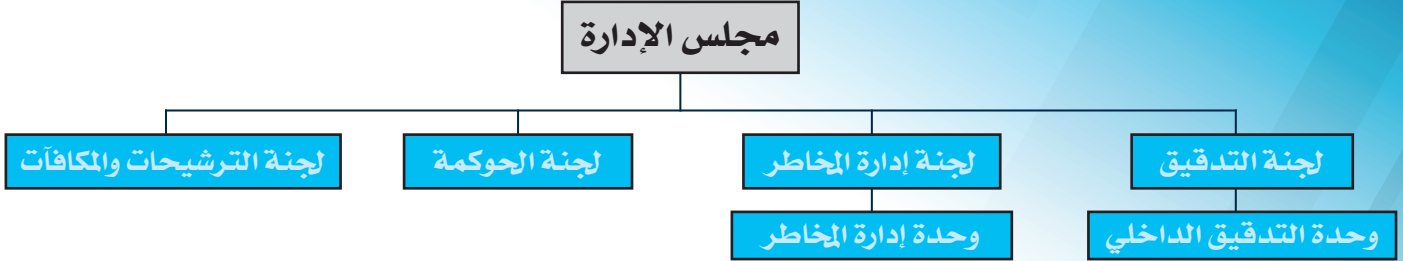 مجلس الإدارة
لجنة التدقيق
لجنة إدارة المخاطر
لجنة الحوكمة
لجنة الترشيحات والمكافآت
وحدة التدقيق الداخلي
وحدة إدارة المخاطر